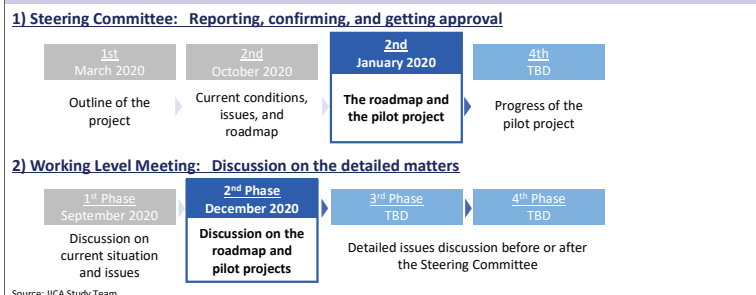 1) Steering Committee: Reporting, confirming, and getting approval
1st
March 2020
Outline of the
project
2nd
October 2020
Current conditions,
issues, and
roadmap
2nd
January 2020
The roadmap and
the pilot project
4th
TBD
Progress of the
pilot project
2) Working Level Meeting: Discussion on the detailed matters
1st Phase
September 2020
Discussion on
current situation
and issues
2nd Phase
December 2020
Discussion on the
roadmap and
pilot projects
3rd Phase
TBD
4th Phase
TBD
Detailed issues discussion before or after
the Steering Committee
Source: JICA Study Team